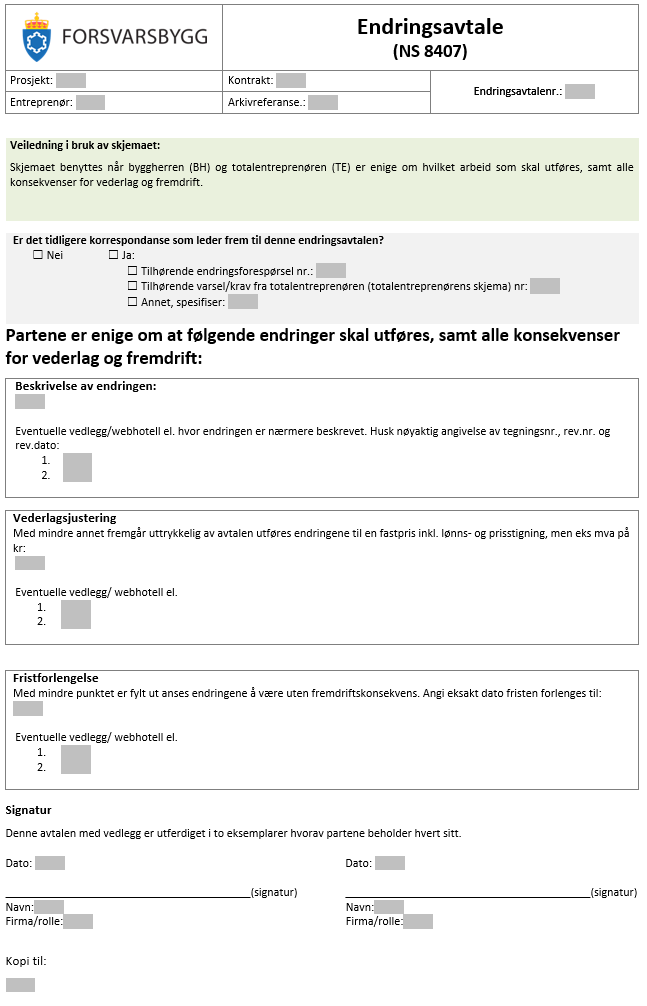 FORSVARSBYGG
Endringsavtale
(NS 8407)
Prosjekt:
Kontrakt:
Endringsavtalenr.:
Entreprenør:
Arkivreferanse.:
Veiledning i bruk av skjemaet:
Skjemaet benyttes når byggherren (BH) og totalentreprenøren (TE) er enige om hvilket arbeid som skal utføres, samt alle
konsekvenser for vederlag og fremdrift.
Er det tidligere korrespondanse som leder frem til denne endringsavtalen?
☐ Nei ☐ Ja:
☐ Tilhørende endringsforespørsel nr.:
☐ Tilhørende varsel/krav fra totalentreprenøren (totalentreprenørens skjema) nr:
☐ Annet, spesifiser:
Partene er enige om at følgende endringer skal utføres, samt alle konsekvenser
for vederlag og fremdrift:
Beskrivelse av endringen:
Eventuelle vedlegg/webhotell el. hvor endringen er nærmere beskrevet. Husk nøyaktig angivelse av tegningsnr., rev.nr. og
rev.dato:
1.
2.
Vederlagsjustering
Med mindre annet fremgår uttrykkelig av avtalen utføres endringene til en fastpris inkl. lønns- og prisstigning, men eks mva på
kr:
Eventuelle vedlegg/ webhotell el.
1.
2.
Fristforlengelse
Med mindre punktet er fylt ut anses endringene å være uten fremdriftskonsekvens. Angi eksakt dato fristen forlenges til:
Eventuelle vedlegg/ webhotell el.
1.
2.
Signatur
Denne avtalen med vedlegg er utferdiget i to eksemplarer hvorav partene beholder hvert sitt.
Dato: Dato:
(signatur) (signatur)
Navn: Navn:
Firma/rolle: Firma/rolle:
Kopi til: